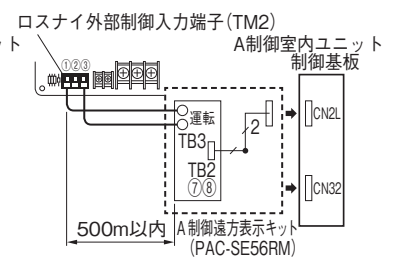 ロスナイ外部制御入力端子(TM2)
ット
A制御室内ユニット
制御基板
①②③
運転
2
CN2L
TB3
TB2
⑦⑧
CN32
500m以内
A制御遠方表示キット
(PAC-SE56RM)